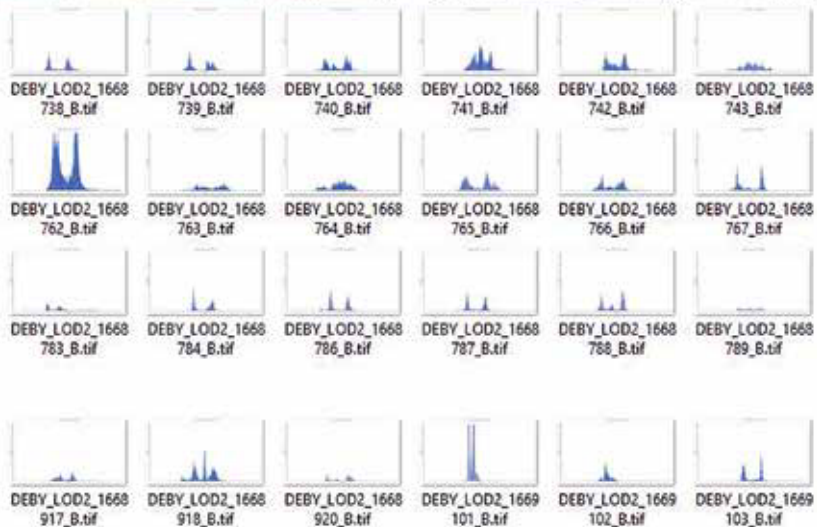 DEBY_LOD2_1668 DEBY_LOD2_1668 DEBY_LOD2_1668 DEBY_LOD2_1668 DEBY_LOD2_1668 DEBY_LOD2_1668
738_B.tif 739_B.tif 740_B.tif 741_B.tif 742_B.tif 743_B.tif
DEBY_LOD2_1668 DEBY_LOD2_1668 DEBY_LOD2_1668 DEBY_LOD2_1668 DEBY_LOD2_1668 DEBY_LOD2_1668
762_B.tif 763_B.tif 764_B.tif 765_B.tif 766_B.tif 767_B.tif
DEBY_LOD2_1668 DEBY_LOD2_1668 DEBY_LOD2_1668 DEBY_LOD2_1668 DEBY_LOD2_1668 DEBY_LOD2_1668
783_B.tif 784_B.tif 786_B.tif 787_B.tif 788_B.tif 789_B.tif
DEBY_LOD2_1668 DEBY_LOD2_1668 DEBY_LOD2_1668 DEBY_LOD2_1669 DEBY_LOD2_1669 DEBY_LOD2_1669
917_B.tif 918_B.tif 920_B.tif 101_B.tif 102_B.tif 103_B.tif